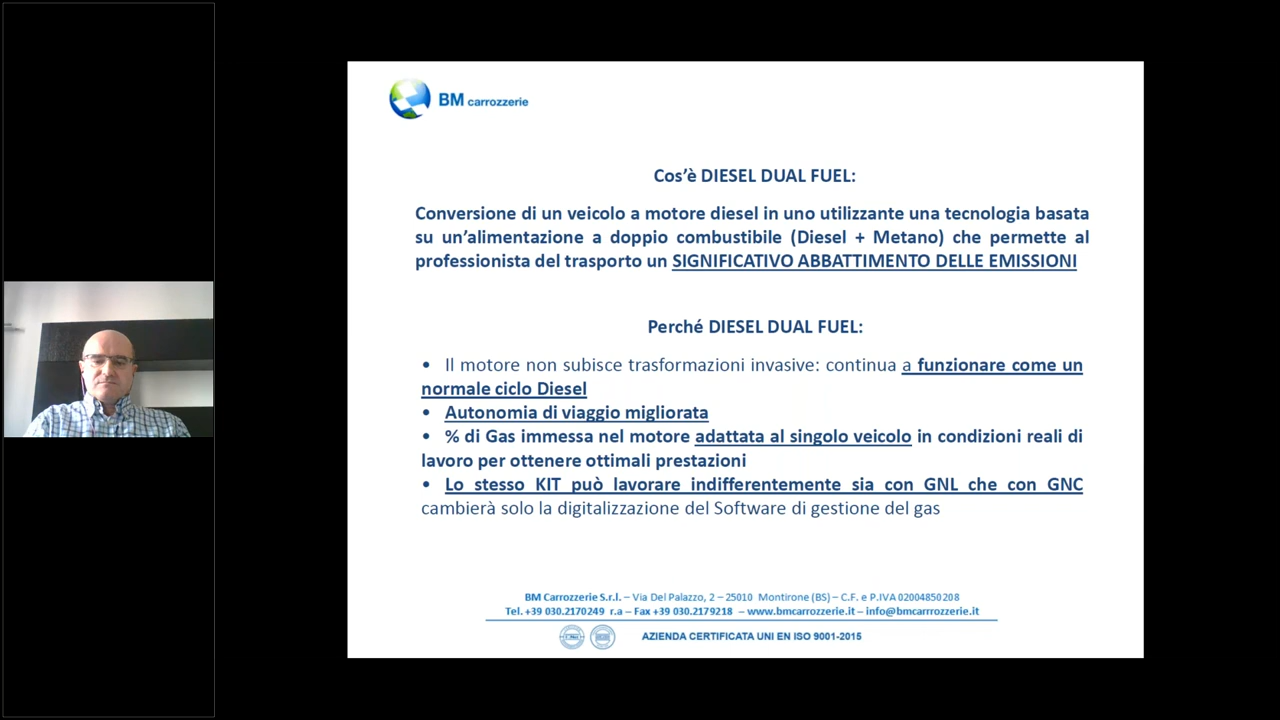 BM carrozzerie
Cos'è DIESEL DUAL FUEL:
Conversione di un veicolo a motore diesel in uno utilizzante una tecnologia basata
su un'alimentazione a doppio combustibile (Diesel + Metano) che permette al
professionista del trasporto un SIGNIFICATIVO ABBATTIMENTO DELLE EMISSIONI
Perché DIESEL DUAL FUEL:
• Il motore non subisce trasformazioni invasive: continua a funzionare come un
normale ciclo Diesel
• Autonomia di viaggio migliorata
• % di Gas immessa nel motore adattata al singolo veicolo in condizioni reali di
lavoro per ottenere ottimali prestazioni
• Lo stesso KIT può lavorare indifferentemente sia con GNL che con GNC
cambierà solo la digitalizzazione del Software di gestione del gas
BM Carrozzerie S.r.l. – Via Del Palazzo, 2 – 25010 Montirone (BS) – C.F. e P.IVA 02004850208
Tel. +39 030.2170249 r.a – Fax +39 030.2179218 – www.bmcarrozzerie.it – info@bmcarrrozzerie.it
AZIENDA CERTIFICATA UNI EN ISO 9001-2015